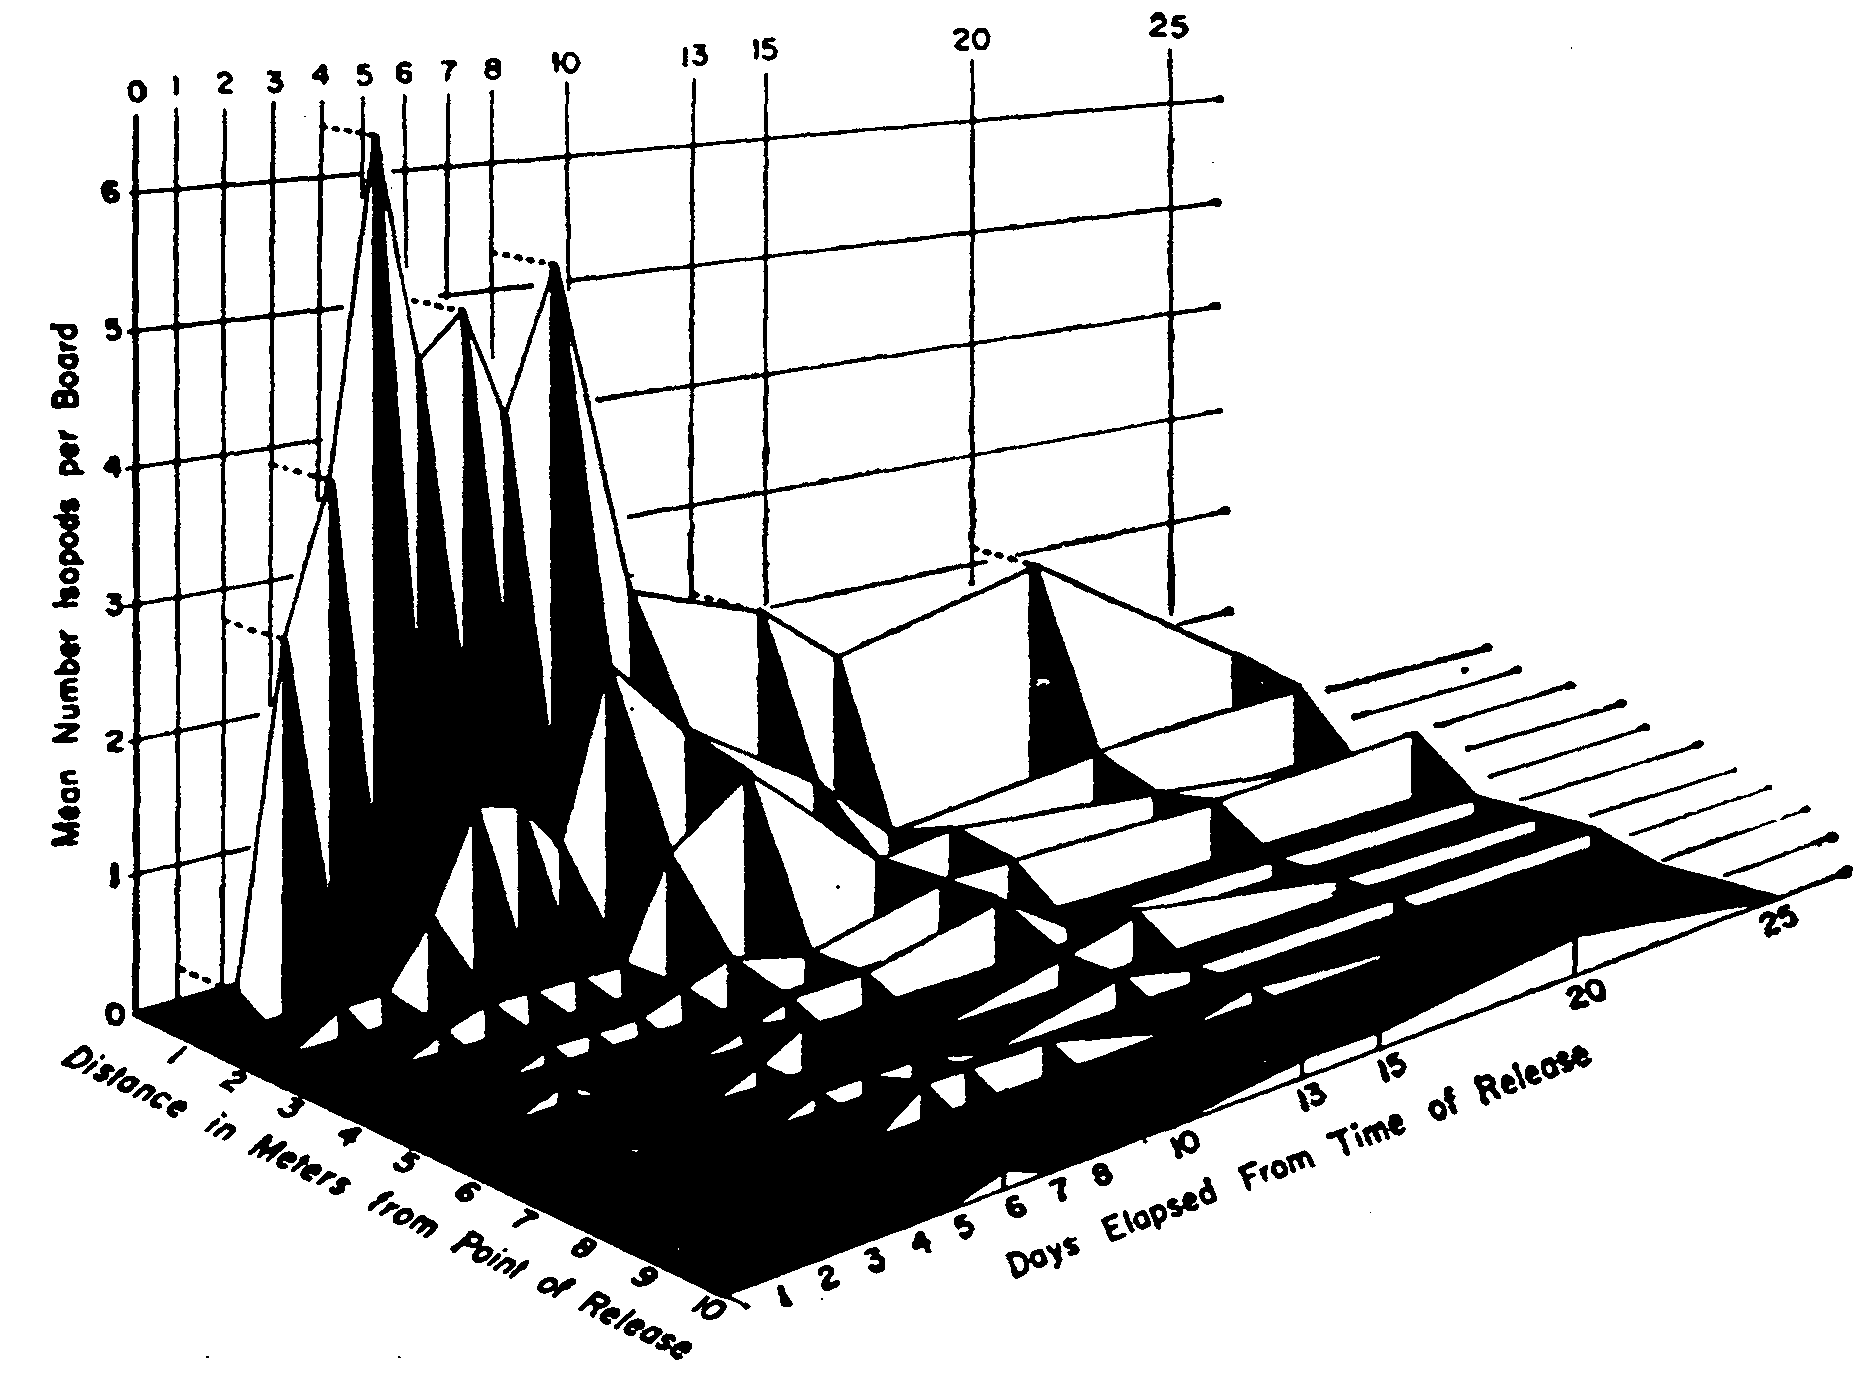 0 1 2 3 4 5 6 7 8 10 13 15 20 25
6
5
4
3
2
1
0
Mean Number Isopods per Board
1 2 3 4 5 6 7 8 9 10
Distance in Meters from Point of Release
1 2 3 4 5 6 7 8 10 13 15 20 25
Days Elapsed From Time of Release